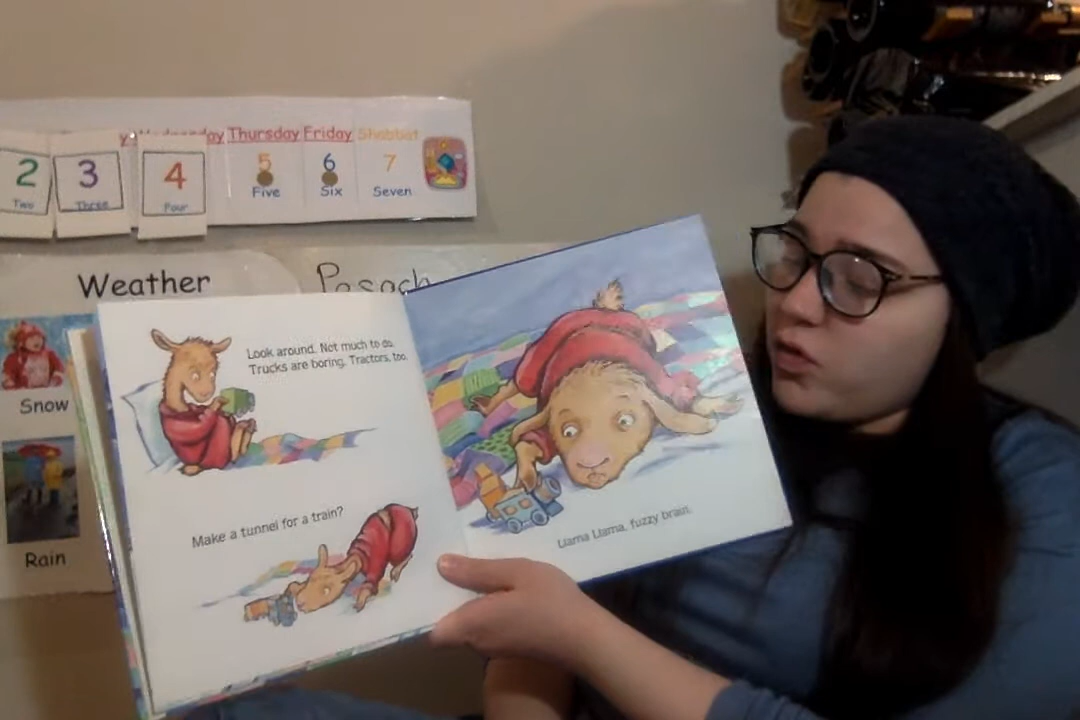 Thursday Friday Shabbat
2 3 4 5 6 7
Two Three Four Five Six Seven
Weather
Pesach
Snow
Rain
Look around. Not much to do.
Trucks are boring. Tractors, too.
Make a tunnel for a train?
Llama Llama, fuzzy brain.